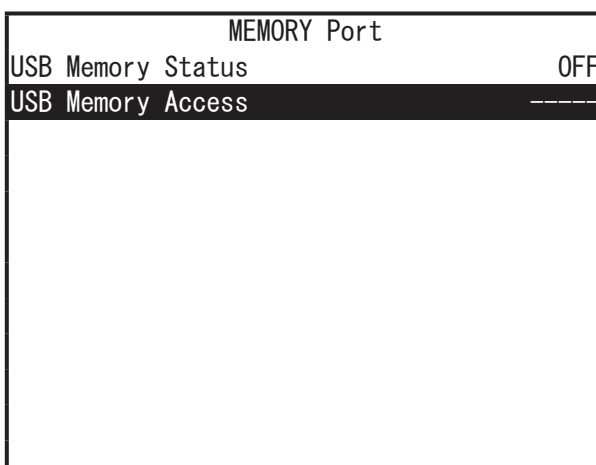 MEMORY Port
USB Memory Status OFF
USB Memory Access -----